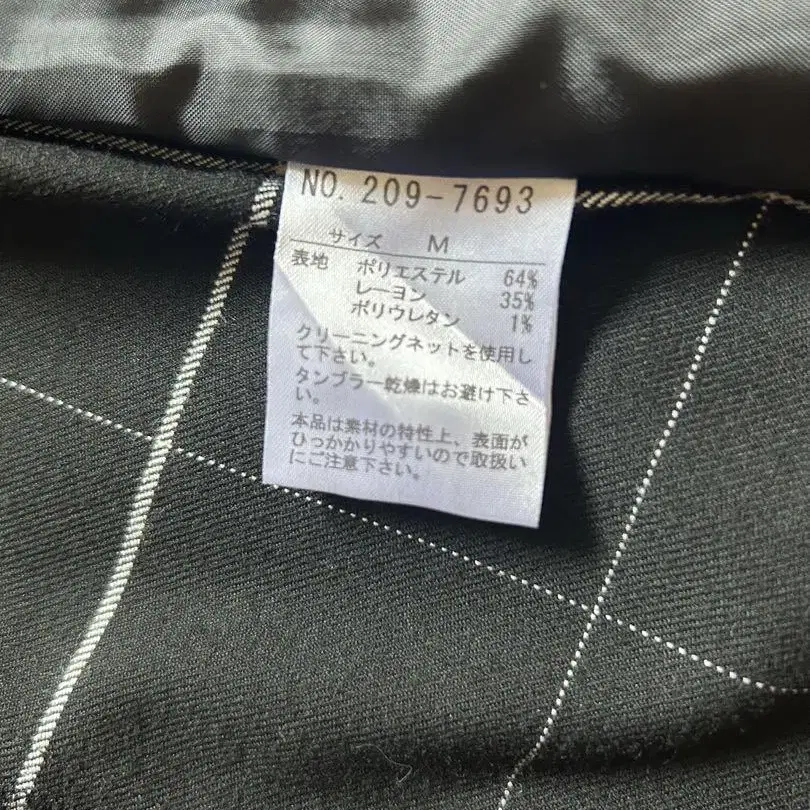 NO. 209-7693
サイズ M
表地 ポリエステル 64%
レーヨン 35%
ポリウレタン 1%
クリーニングネットを使用し
て下さい。
タンブラー乾燥はお避け下さ
い。
本品は素材の特性上、表面が
ひっかかりやすいので取扱い
にご注意下さい。